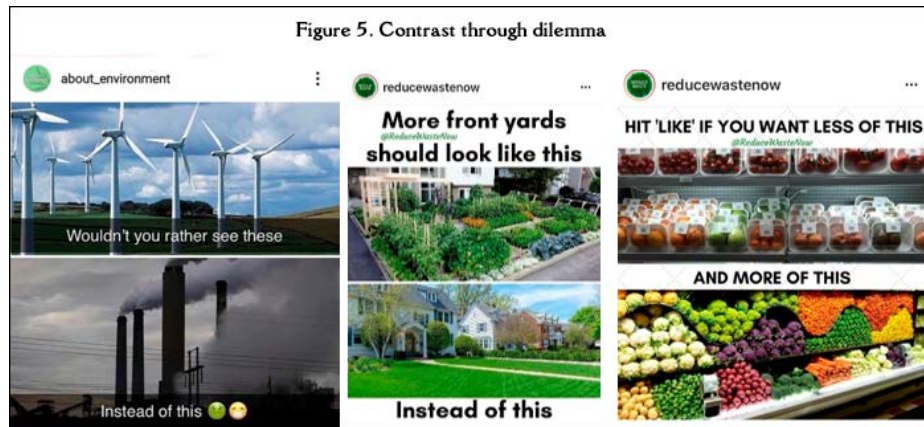 Figure 5. Contrast through dilemma
about_environment
Wouldn't you rather see these
Instead of this 🤢😷
reducewastenow
More front yards
@ReduceWasteNow
should look like this
Instead of this
reducewastenow
HIT 'LIKE' IF YOU WANT LESS OF THIS
@ReduceWasteNow
AND MORE OF THIS